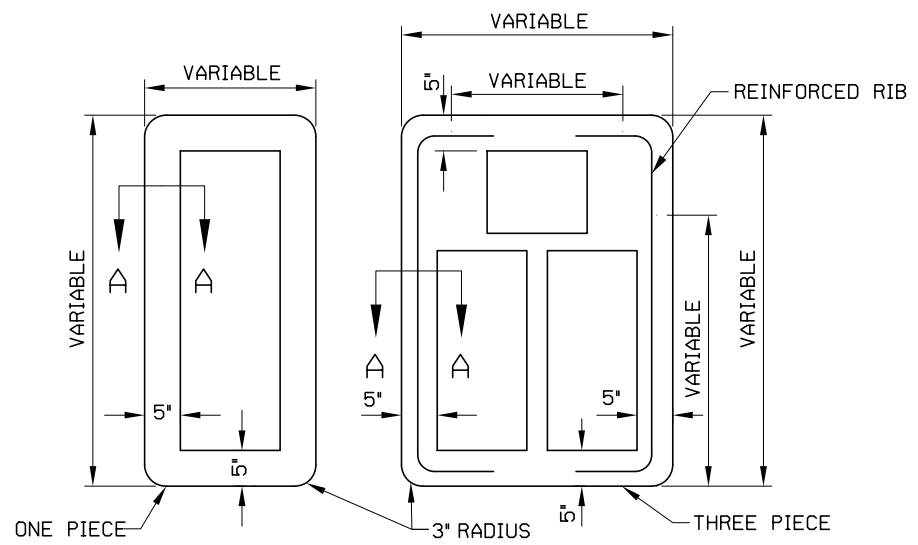 VARIABLE
VARIABLE
VARIABLE
5"
REINFORCED RIB
VARIABLE
A
A
VARIABLE
VARIABLE
A
A
5"
5"
5"
5"
5"
ONE PIECE
3" RADIUS
THREE PIECE